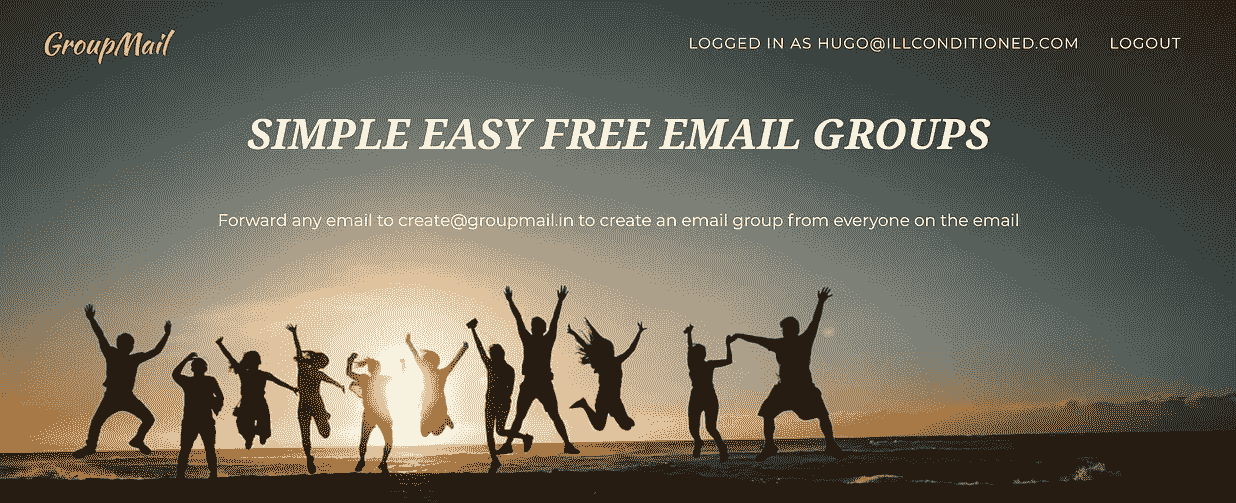 GroupMail
LOGGED IN AS HUGO@ILLCONDITIONED.COM LOGOUT
SIMPLE EASY FREE EMAIL GROUPS
Forward any email to create@groupmail.in to create an email group from everyone on the email